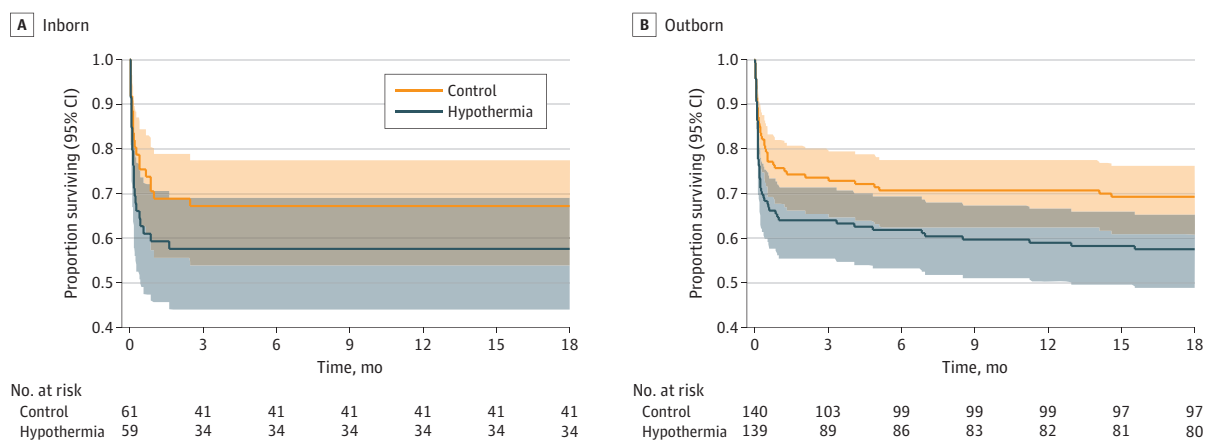 A Inborn
Proportion surviving (95% CI)
1.0
0.9
0.8
0.7
0.6
0.5
0.4
Control
Hypothermia
0 3 6 9 12 15 18
Time, mo
No. at risk
Control 61 41 41 41 41 41 41
Hypothermia 59 34 34 34 34 34 34
B Outborn
Proportion surviving (95% CI)
1.0
0.9
0.8
0.7
0.6
0.5
0.4
0 3 6 9 12 15 18
Time, mo
No. at risk
Control 140 103 99 99 99 97 97
Hypothermia 139 89 86 83 82 81 80